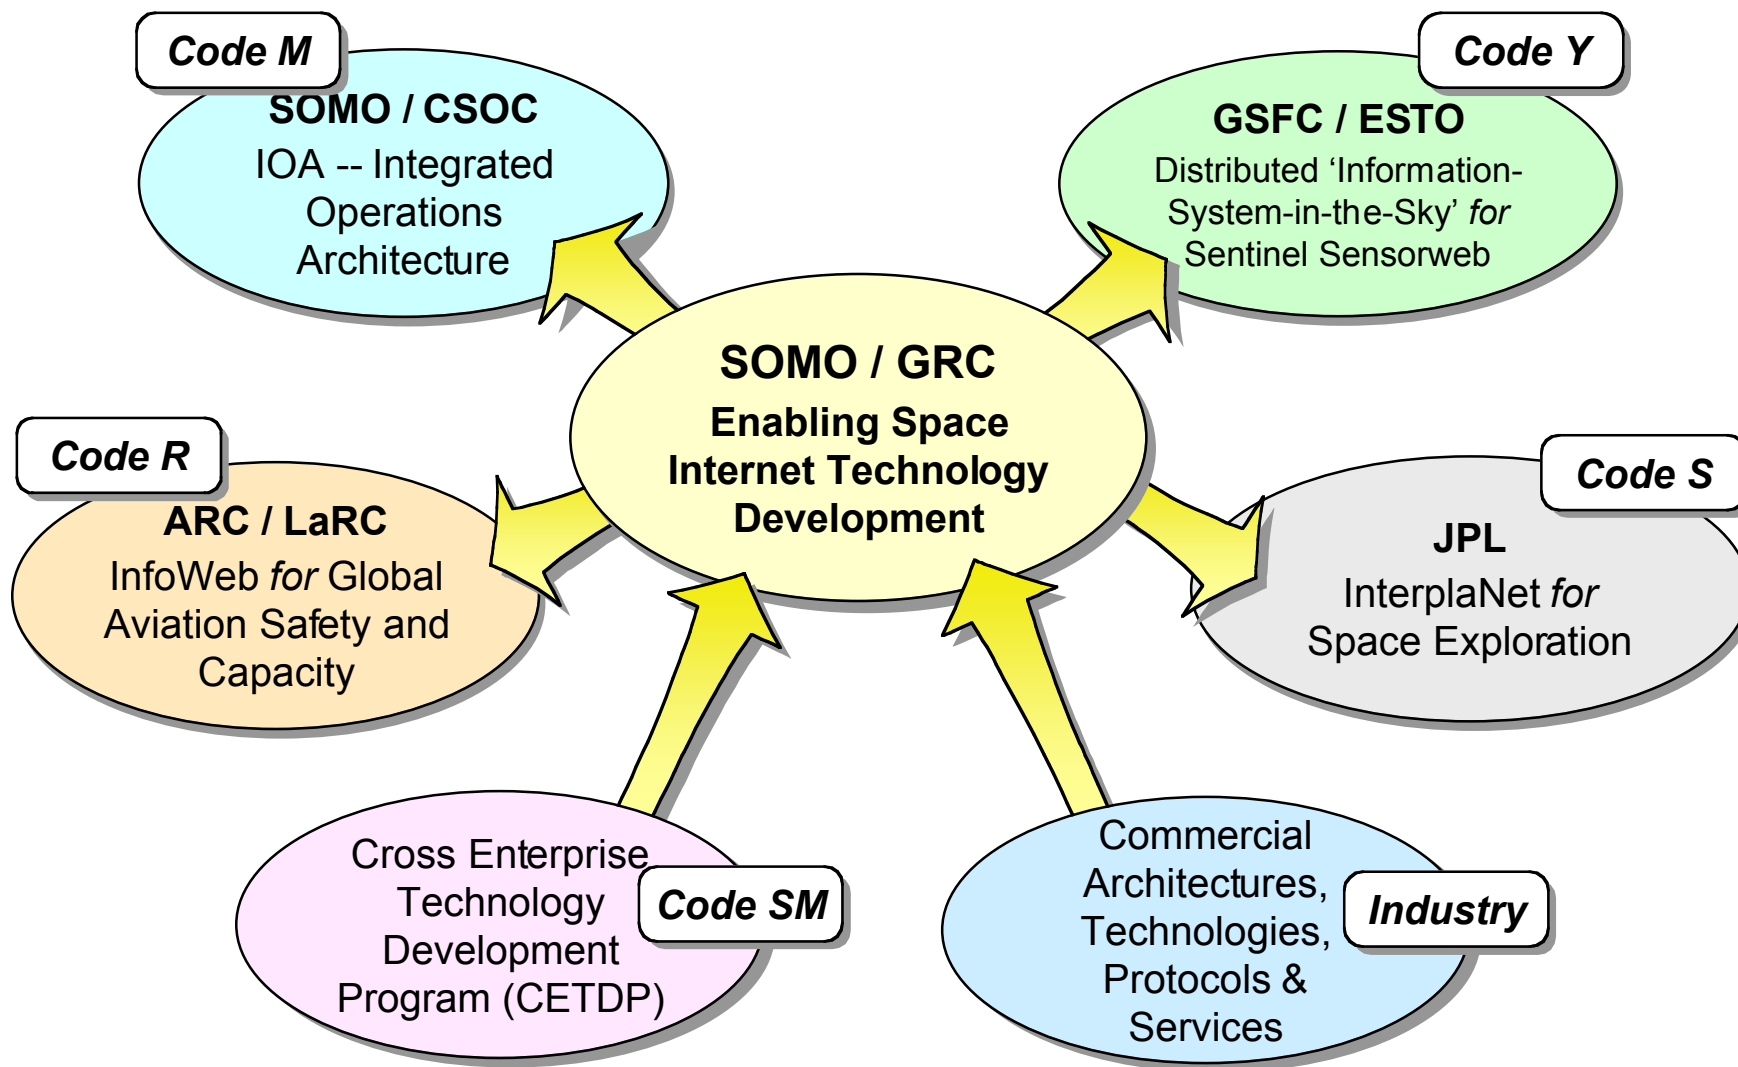 Code M
SOMO / CSOC
IOA -- Integrated
Operations
Architecture
Code Y
GSFC / ESTO
Distributed ‘Information-
System-in-the-Sky’ for
Sentinel Sensorweb
SOMO / GRC
Enabling Space
Internet Technology
Development
Code R
ARC / LaRC
InfoWeb for Global
Aviation Safety and
Capacity
Code S
JPL
InterplaNet for
Space Exploration
Cross Enterprise
Technology
Development
Program (CETDP)
Code SM
Commercial
Architectures,
Technologies,
Protocols &
Services
Industry